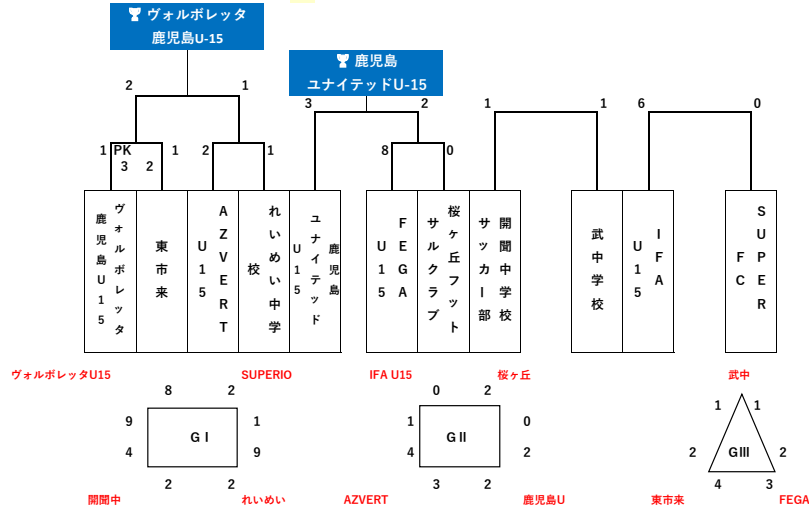 ヴォルボレッタ
鹿児島U-15
鹿児島
ユナイテッドU-15
2 1
3 2 1 1 6 0
1 PK 1 2 1 8 0
3 2
ヴォルボレッタ
鹿児島U15
東市来
AZVERT
U15
れいめい中学
校
鹿児島
ユナイテッド
U15
FEGA
U15
桜ヶ丘フット
サルクラブ
開聞中学校
サッカー部
武中学校
IFA
U15
SUPER
FC
ヴォルボレッタU15 SUPERIO IFA U15 桜ヶ丘 武中
8 2 0 2
1 1
9 1 1 0
GⅠ GⅡ GⅢ
4 9 4 2 2 2
2 2 3 2 4 3
開聞中 れいめい AZVERT 鹿児島U 東市来 FEGA